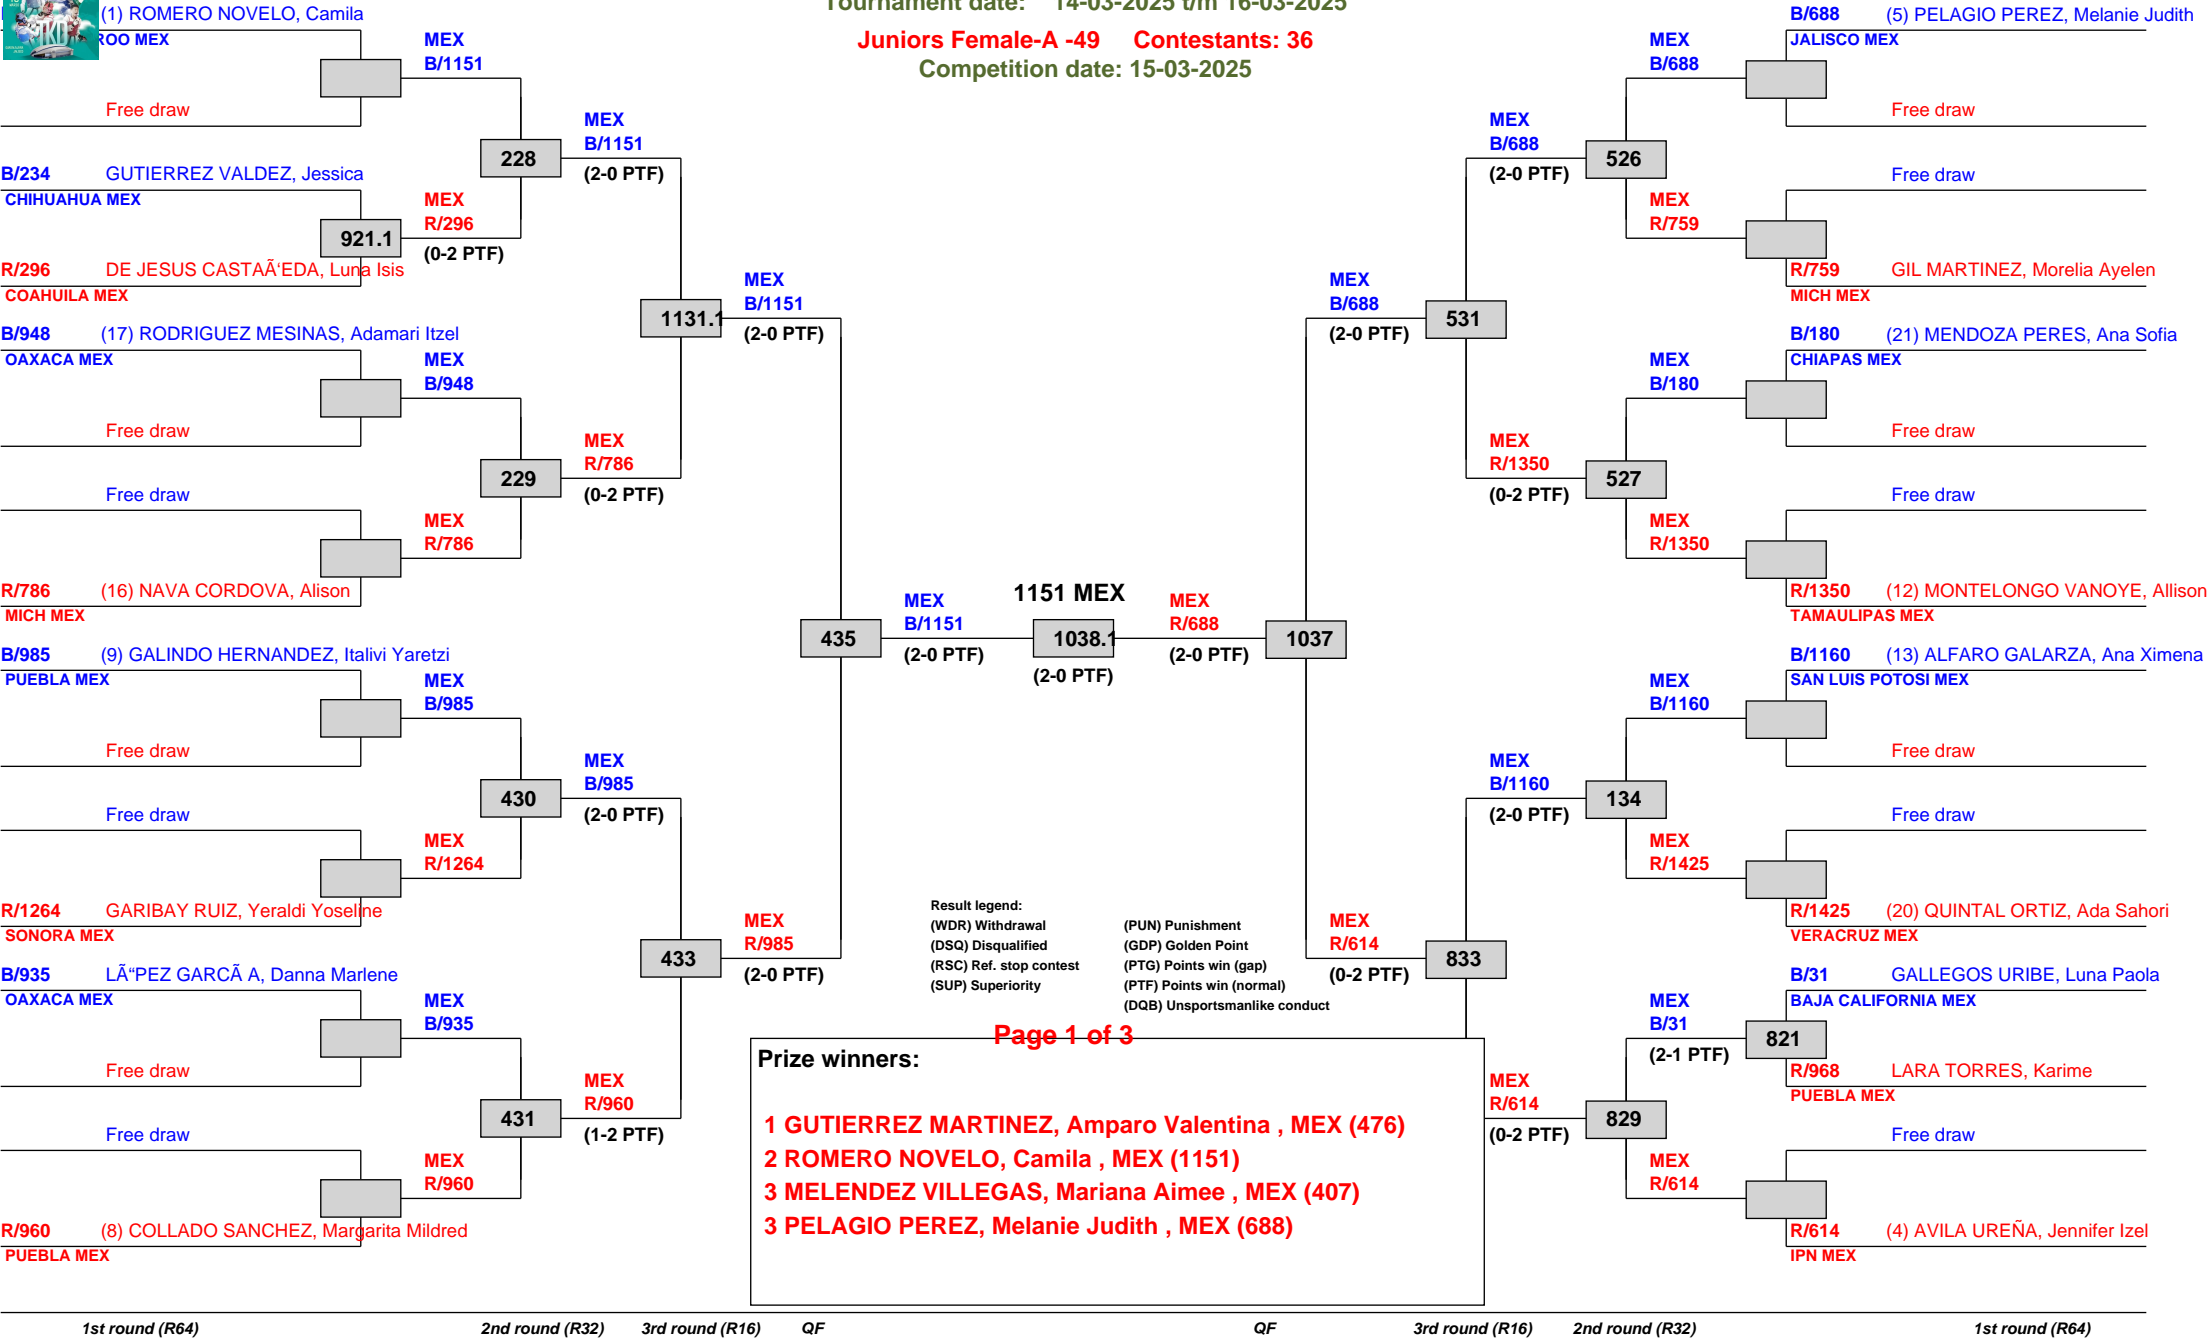 Tournament date: 14-03-2025 t/m 16-03-2025
Juniors Female-A -49 Contestants: 36
Competition date: 15-03-2025
(1) ROMERO NOVELO, Camila
ROO MEX
MEX
B/1151
Free draw
228
MEX
B/1151
(2-0 PTF)
B/234 GUTIERREZ VALDEZ, Jessica
CHIHUAHUA MEX
921.1
MEX
R/296
(0-2 PTF)
R/296 DE JESUS CASTAÃ‘EDA, Luna Isis
COAHUILA MEX
1131.1
MEX
B/1151
(2-0 PTF)
B/948 (17) RODRIGUEZ MESINAS, Adamari Itzel
OAXACA MEX
MEX
B/948
Free draw
229
MEX
R/786
(0-2 PTF)
Free draw
MEX
R/786
R/786 (16) NAVA CORDOVA, Alison
MICH MEX
435
MEX
B/1151
(2-0 PTF)
B/985 (9) GALINDO HERNANDEZ, Italivi Yaretzi
PUEBLA MEX
MEX
B/985
Free draw
430
MEX
B/985
(2-0 PTF)
Free draw
MEX
R/1264
R/1264 GARIBAY RUIZ, Yeraldi Yoseline
SONORA MEX
433
MEX
R/985
(2-0 PTF)
B/935 LÃ“PEZ GARCÃ A, Danna Marlene
OAXACA MEX
MEX
B/935
Free draw
431
MEX
R/960
(1-2 PTF)
Free draw
MEX
R/960
R/960 (8) COLLADO SANCHEZ, Margarita Mildred
PUEBLA MEX
1151 MEX
1038.1
(2-0 PTF)
MEX
R/688
(2-0 PTF)
1037
B/688 (5) PELAGIO PEREZ, Melanie Judith
JALISCO MEX
MEX
B/688
Free draw
MEX
B/688
(2-0 PTF)
526
Free draw
MEX
R/759
R/759 GIL MARTINEZ, Morelia Ayelen
MICH MEX
MEX
B/688
(2-0 PTF)
531
B/180 (21) MENDOZA PERES, Ana Sofia
CHIAPAS MEX
MEX
B/180
Free draw
MEX
R/1350
(0-2 PTF)
527
Free draw
MEX
R/1350
R/1350 (12) MONTELONGO VANOYE, Allison
TAMAULIPAS MEX
B/1160 (13) ALFARO GALARZA, Ana Ximena
SAN LUIS POTOSI MEX
MEX
B/1160
Free draw
MEX
B/1160
(2-0 PTF)
134
Free draw
MEX
R/1425
R/1425 (20) QUINTAL ORTIZ, Ada Sahori
VERACRUZ MEX
MEX
R/614
(0-2 PTF)
833
B/31 GALLEGOS URIBE, Luna Paola
BAJA CALIFORNIA MEX
MEX
B/31
(2-1 PTF)
821
R/968 LARA TORRES, Karime
PUEBLA MEX
MEX
R/614
(0-2 PTF)
829
Free draw
MEX
R/614
R/614 (4) AVILA UREÑA, Jennifer Izel
IPN MEX
Result legend:
(WDR) Withdrawal (PUN) Punishment
(DSQ) Disqualified (GDP) Golden Point
(RSC) Ref. stop contest (PTG) Points win (gap)
(SUP) Superiority (PTF) Points win (normal)
(DQB) Unsportsmanlike conduct
Page 1 of 3
Prize winners:
1 GUTIERREZ MARTINEZ, Amparo Valentina , MEX (476)
2 ROMERO NOVELO, Camila , MEX (1151)
3 MELENDEZ VILLEGAS, Mariana Aimee , MEX (407)
3 PELAGIO PEREZ, Melanie Judith , MEX (688)
1st round (R64) 2nd round (R32) 3rd round (R16) QF QF 3rd round (R16) 2nd round (R32) 1st round (R64)
TKD